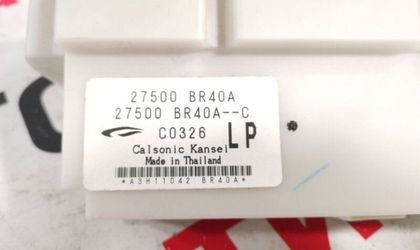 27500 BR40A
27500 BR40A--C
C0326 LP
Calsonic Kansei
Made in Thailand
*A3H11042 BR40A*